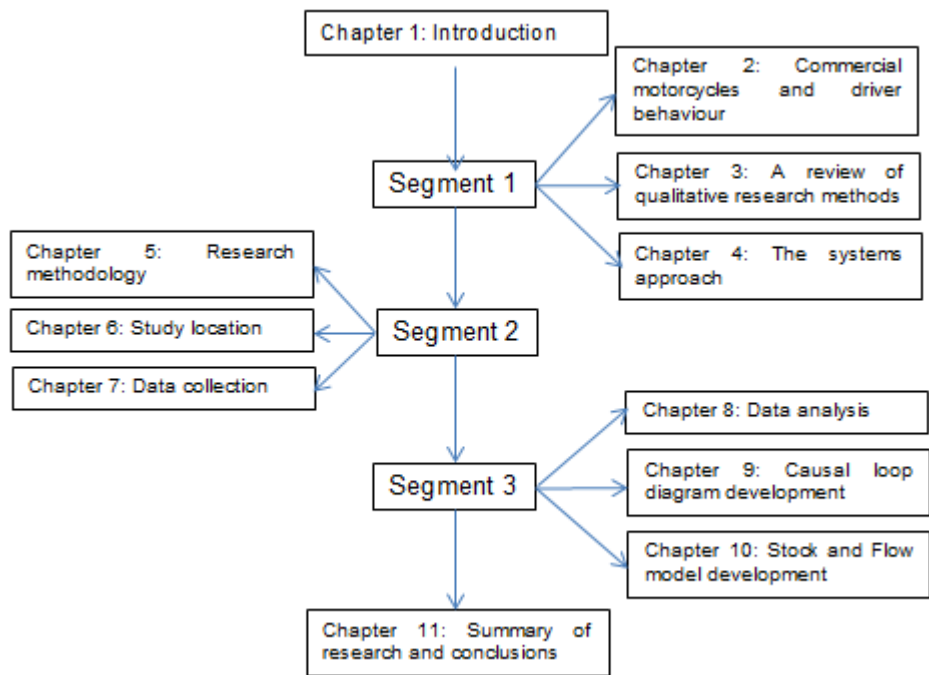 Chapter 1: Introduction
Chapter 2: Commercial
motorcycles and driver
behaviour
Segment 1
Chapter 3: A review of
qualitative research methods
Chapter 4: The systems
approach
Chapter 5: Research
methodology
Segment 2
Chapter 6: Study location
Chapter 7: Data collection
Chapter 8: Data analysis
Segment 3
Chapter 9: Causal loop
diagram development
Chapter 10: Stock and Flow
model development
Chapter 11: Summary of
research and conclusions